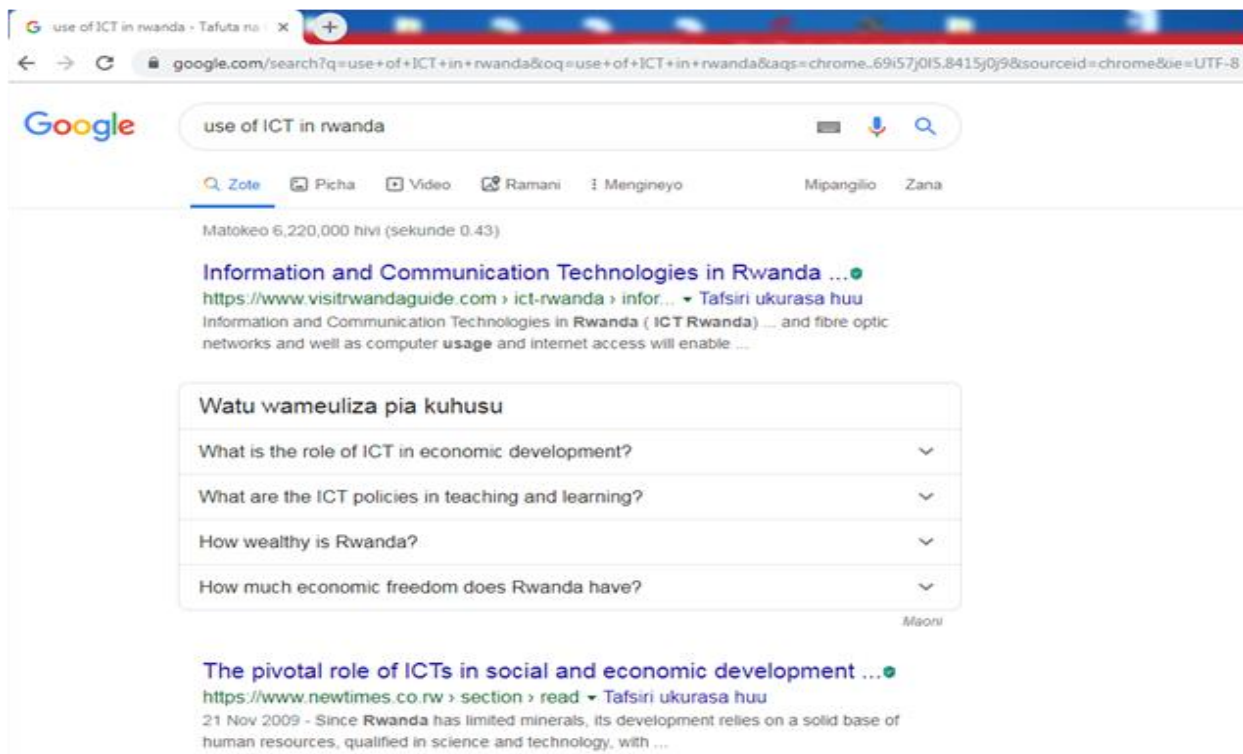 use of ICT in rwanda - Tafuta na
google.com/search?q=use+of+ICT+in+rwanda&oq=use+of+ICT+in+rwanda&aqs=chrome..69i57j0l5.8415j0j9&sourceid=chrome&ie=UTF-8
Google
use of ICT in rwanda
Zote Picha Video Ramani Mengineyo Mipangilio Zana
Matokeo 6,220,000 hivi (sekunde 0.43)
Information and Communication Technologies in Rwanda ...
https://www.visitrwandaguide.com › ict-rwanda › infor... Tafsiri ukurasa huu
Information and Communication Technologies in Rwanda ( ICT Rwanda) ... and fibre optic
networks and well as computer usage and internet access will enable ...
Watu wameuliza pia kuhusu
What is the role of ICT in economic development?
What are the ICT policies in teaching and learning?
How wealthy is Rwanda?
How much economic freedom does Rwanda have?
Maoni
The pivotal role of ICTs in social and economic development ...
https://www.newtimes.co.rw › section › read Tafsiri ukurasa huu
21 Nov 2009 - Since Rwanda has limited minerals, its development relies on a solid base of
human resources, qualified in science and technology, with ...